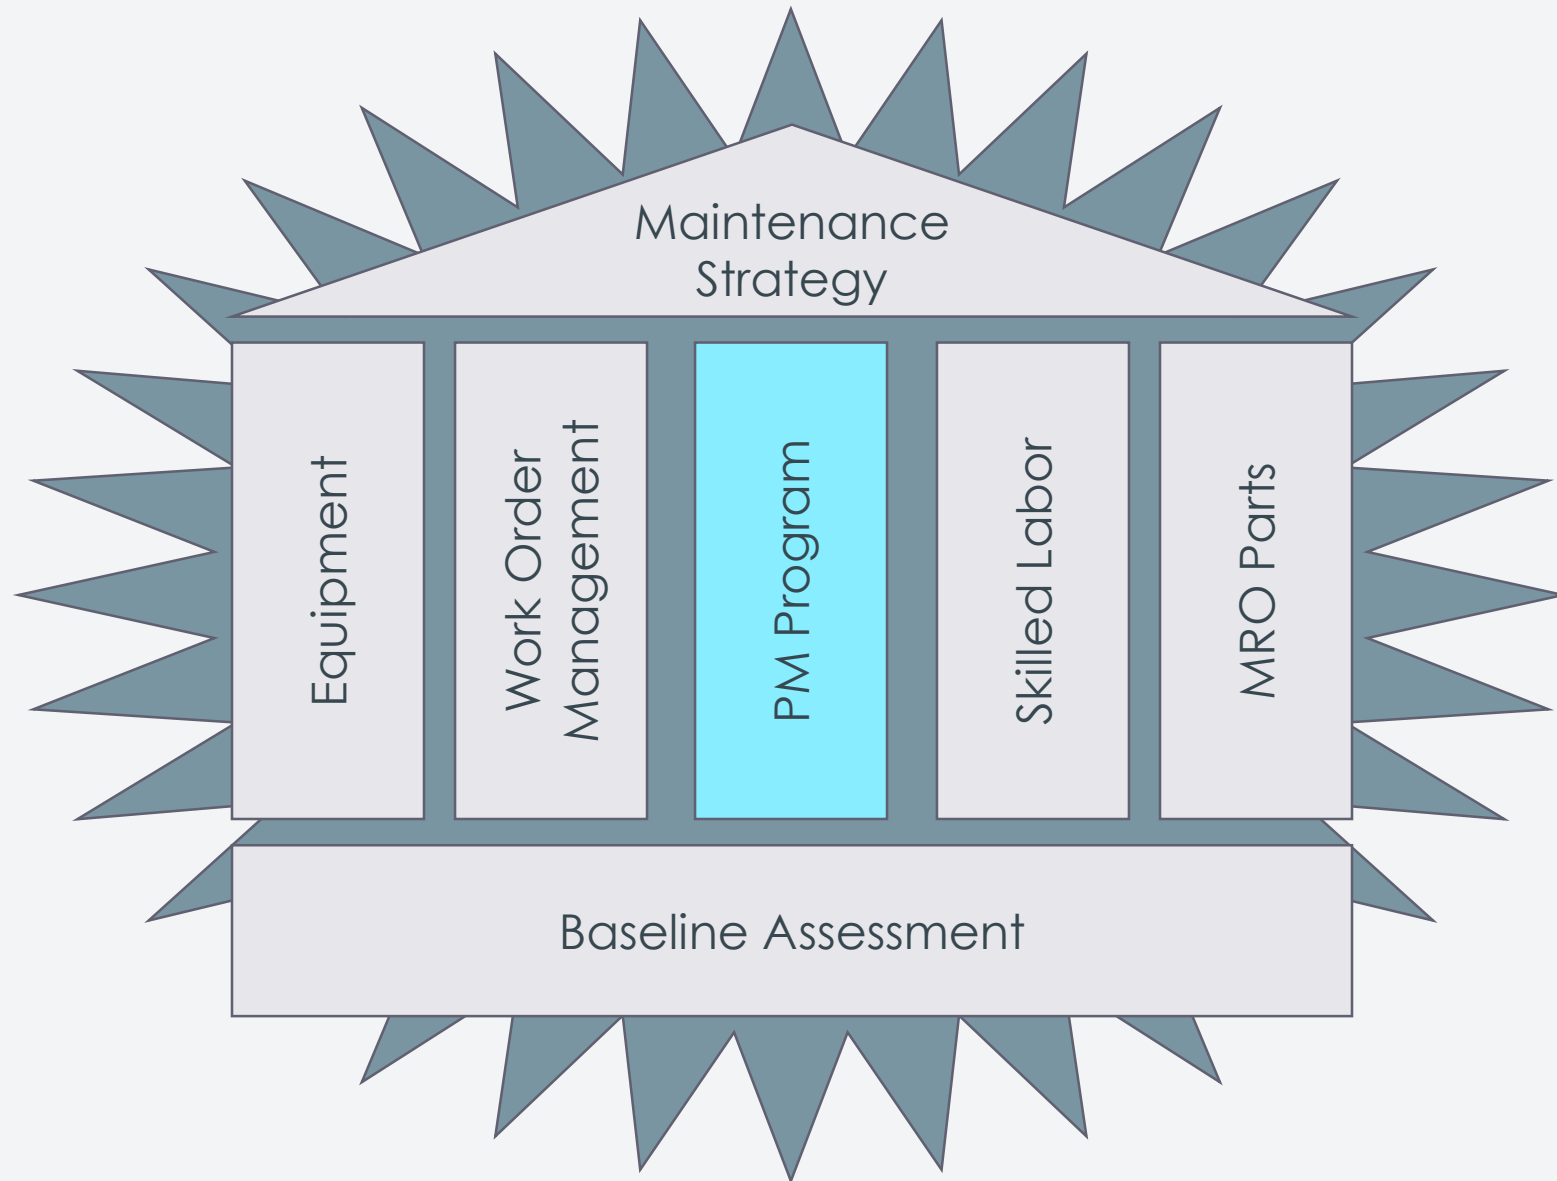 Maintenance
Strategy
Equipment
Work Order
Management
PM Program
Skilled Labor
MRO Parts
Baseline Assessment